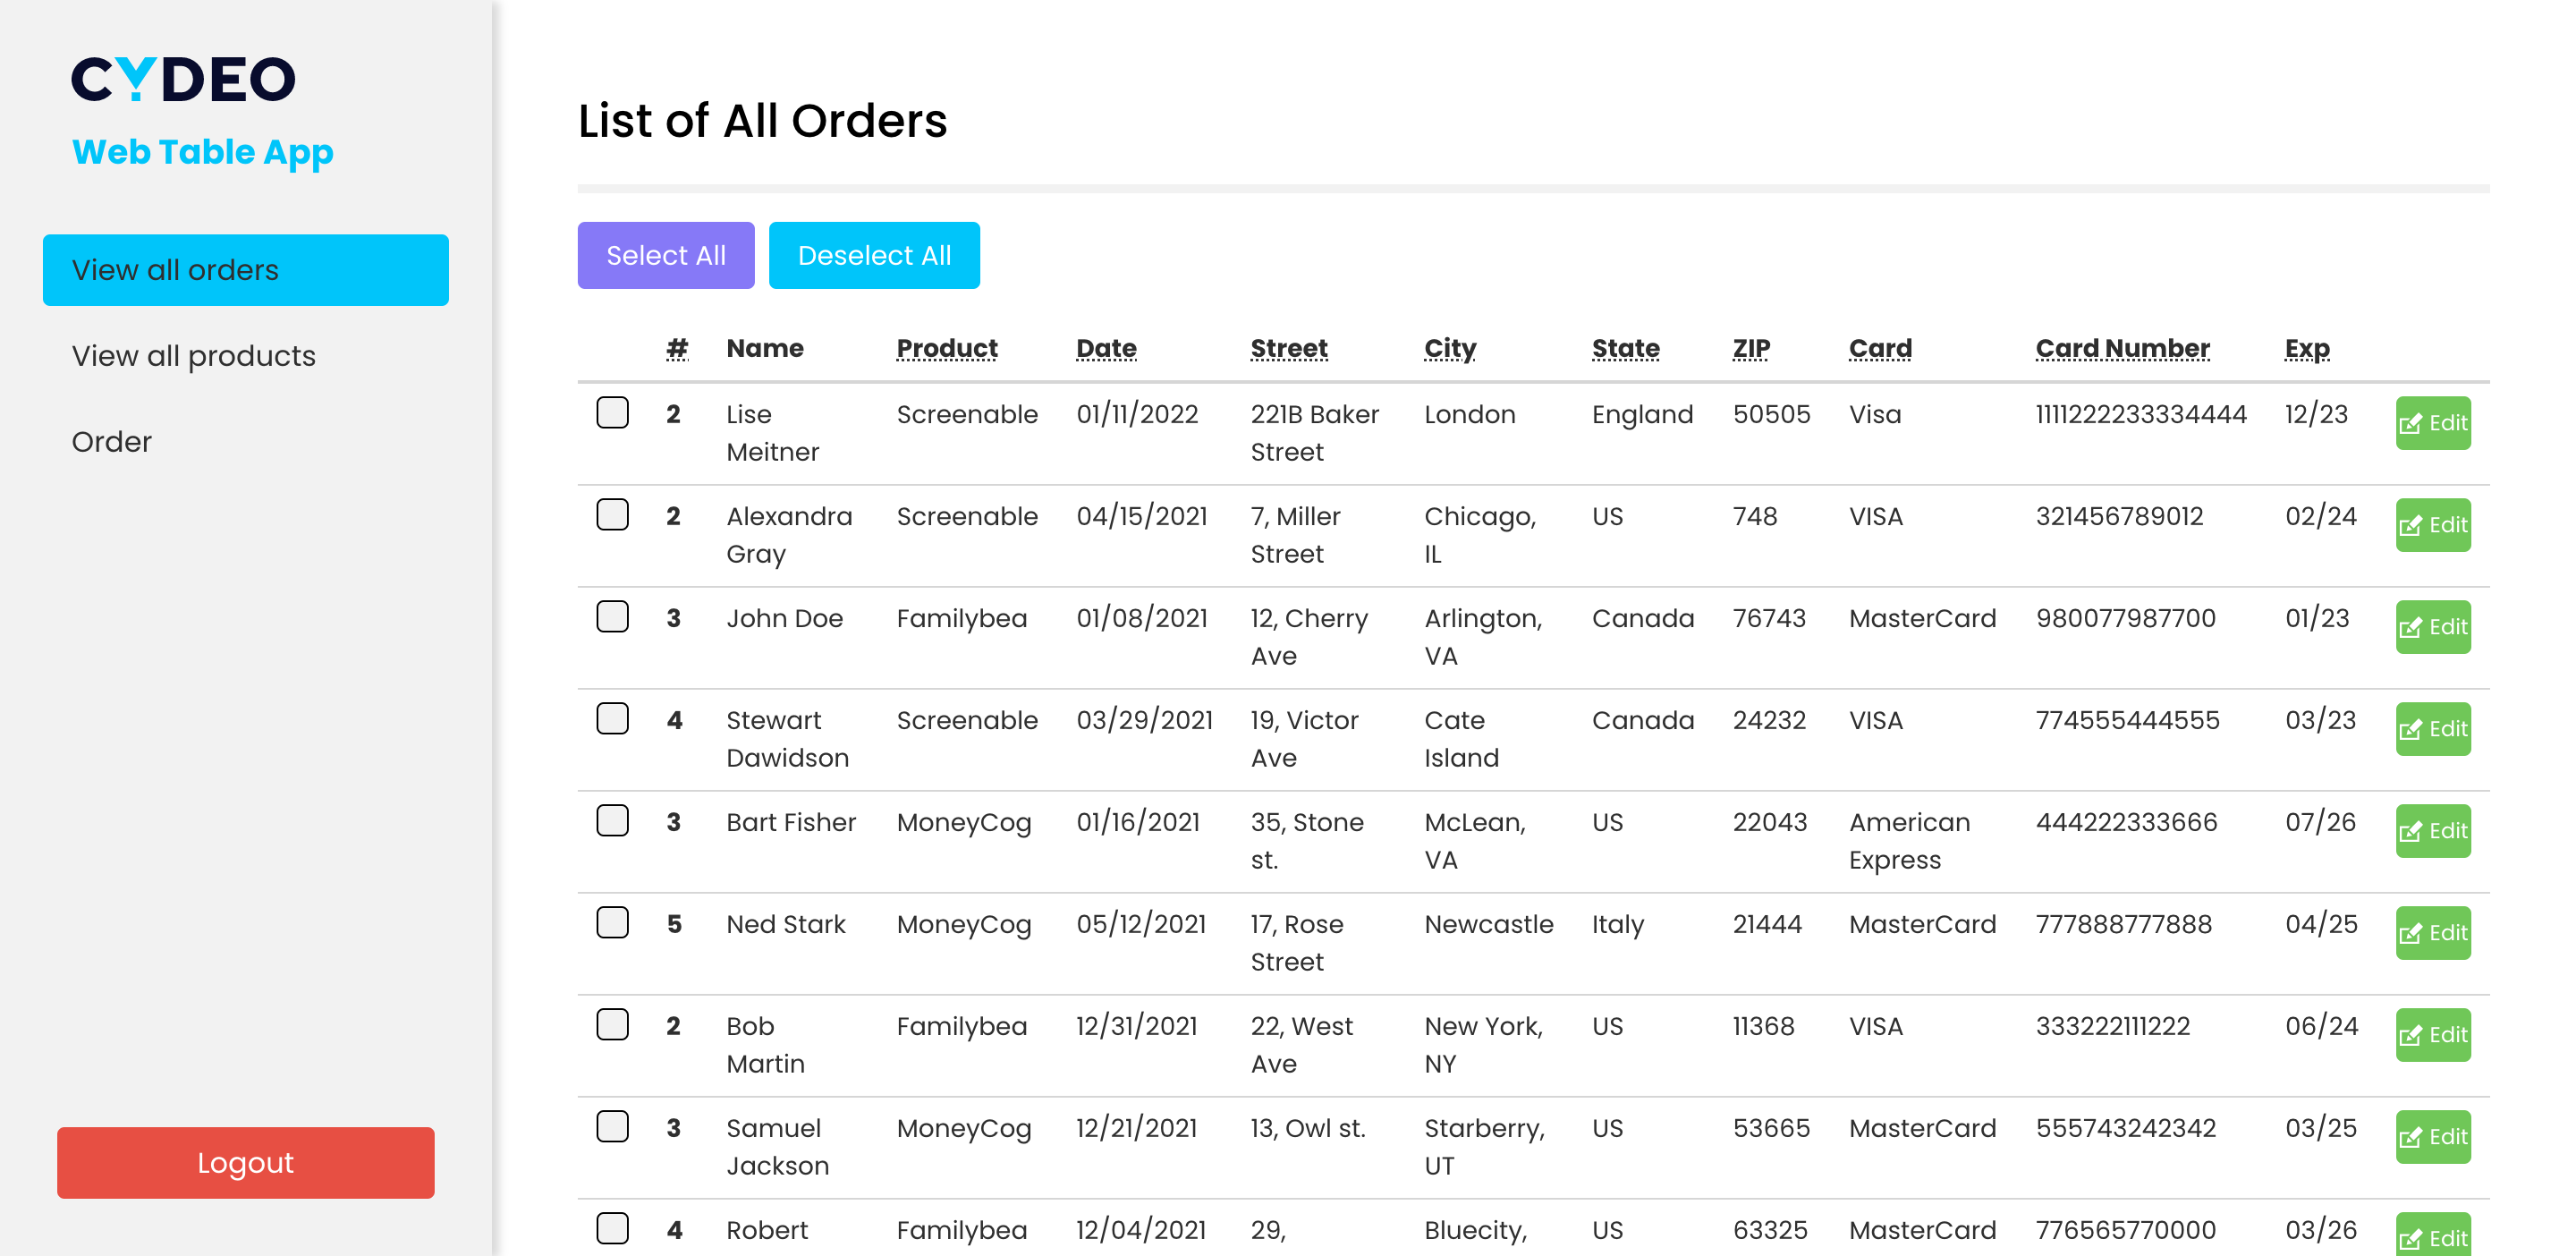 CYDEO
Web Table App
View all orders
View all products
Order
Logout
List of All Orders
Select All Deselect All
# Name Product Date Street City State ZIP Card Card Number Exp
2 Lise Screenable 01/11/2022 221B Baker London England 50505 Visa 1111222233334444 12/23 Edit
Meitner Street
2 Alexandra Screenable 04/15/2021 7, Miller Chicago, US 748 VISA 321456789012 02/24 Edit
Gray Street IL
3 John Doe Familybea 01/08/2021 12, Cherry Arlington, Canada 76743 MasterCard 980077987700 01/23 Edit
Ave VA
4 Stewart Screenable 03/29/2021 19, Victor Cate Canada 24232 VISA 774555444555 03/23 Edit
Dawidson Ave Island
3 Bart Fisher MoneyCog 01/16/2021 35, Stone McLean, US 22043 American 444222333666 07/26 Edit
st. VA Express
5 Ned Stark MoneyCog 05/12/2021 17, Rose Newcastle Italy 21444 MasterCard 777888777888 04/25 Edit
Street
2 Bob Familybea 12/31/2021 22, West New York, US 11368 VISA 333222111222 06/24 Edit
Martin Ave NY
3 Samuel MoneyCog 12/21/2021 13, Owl st. Starberry, US 53665 MasterCard 555743242342 03/25 Edit
Jackson UT
4 Robert Familybea 12/04/2021 29, Bluecity, US 63325 MasterCard 776565770000 03/26 Edit